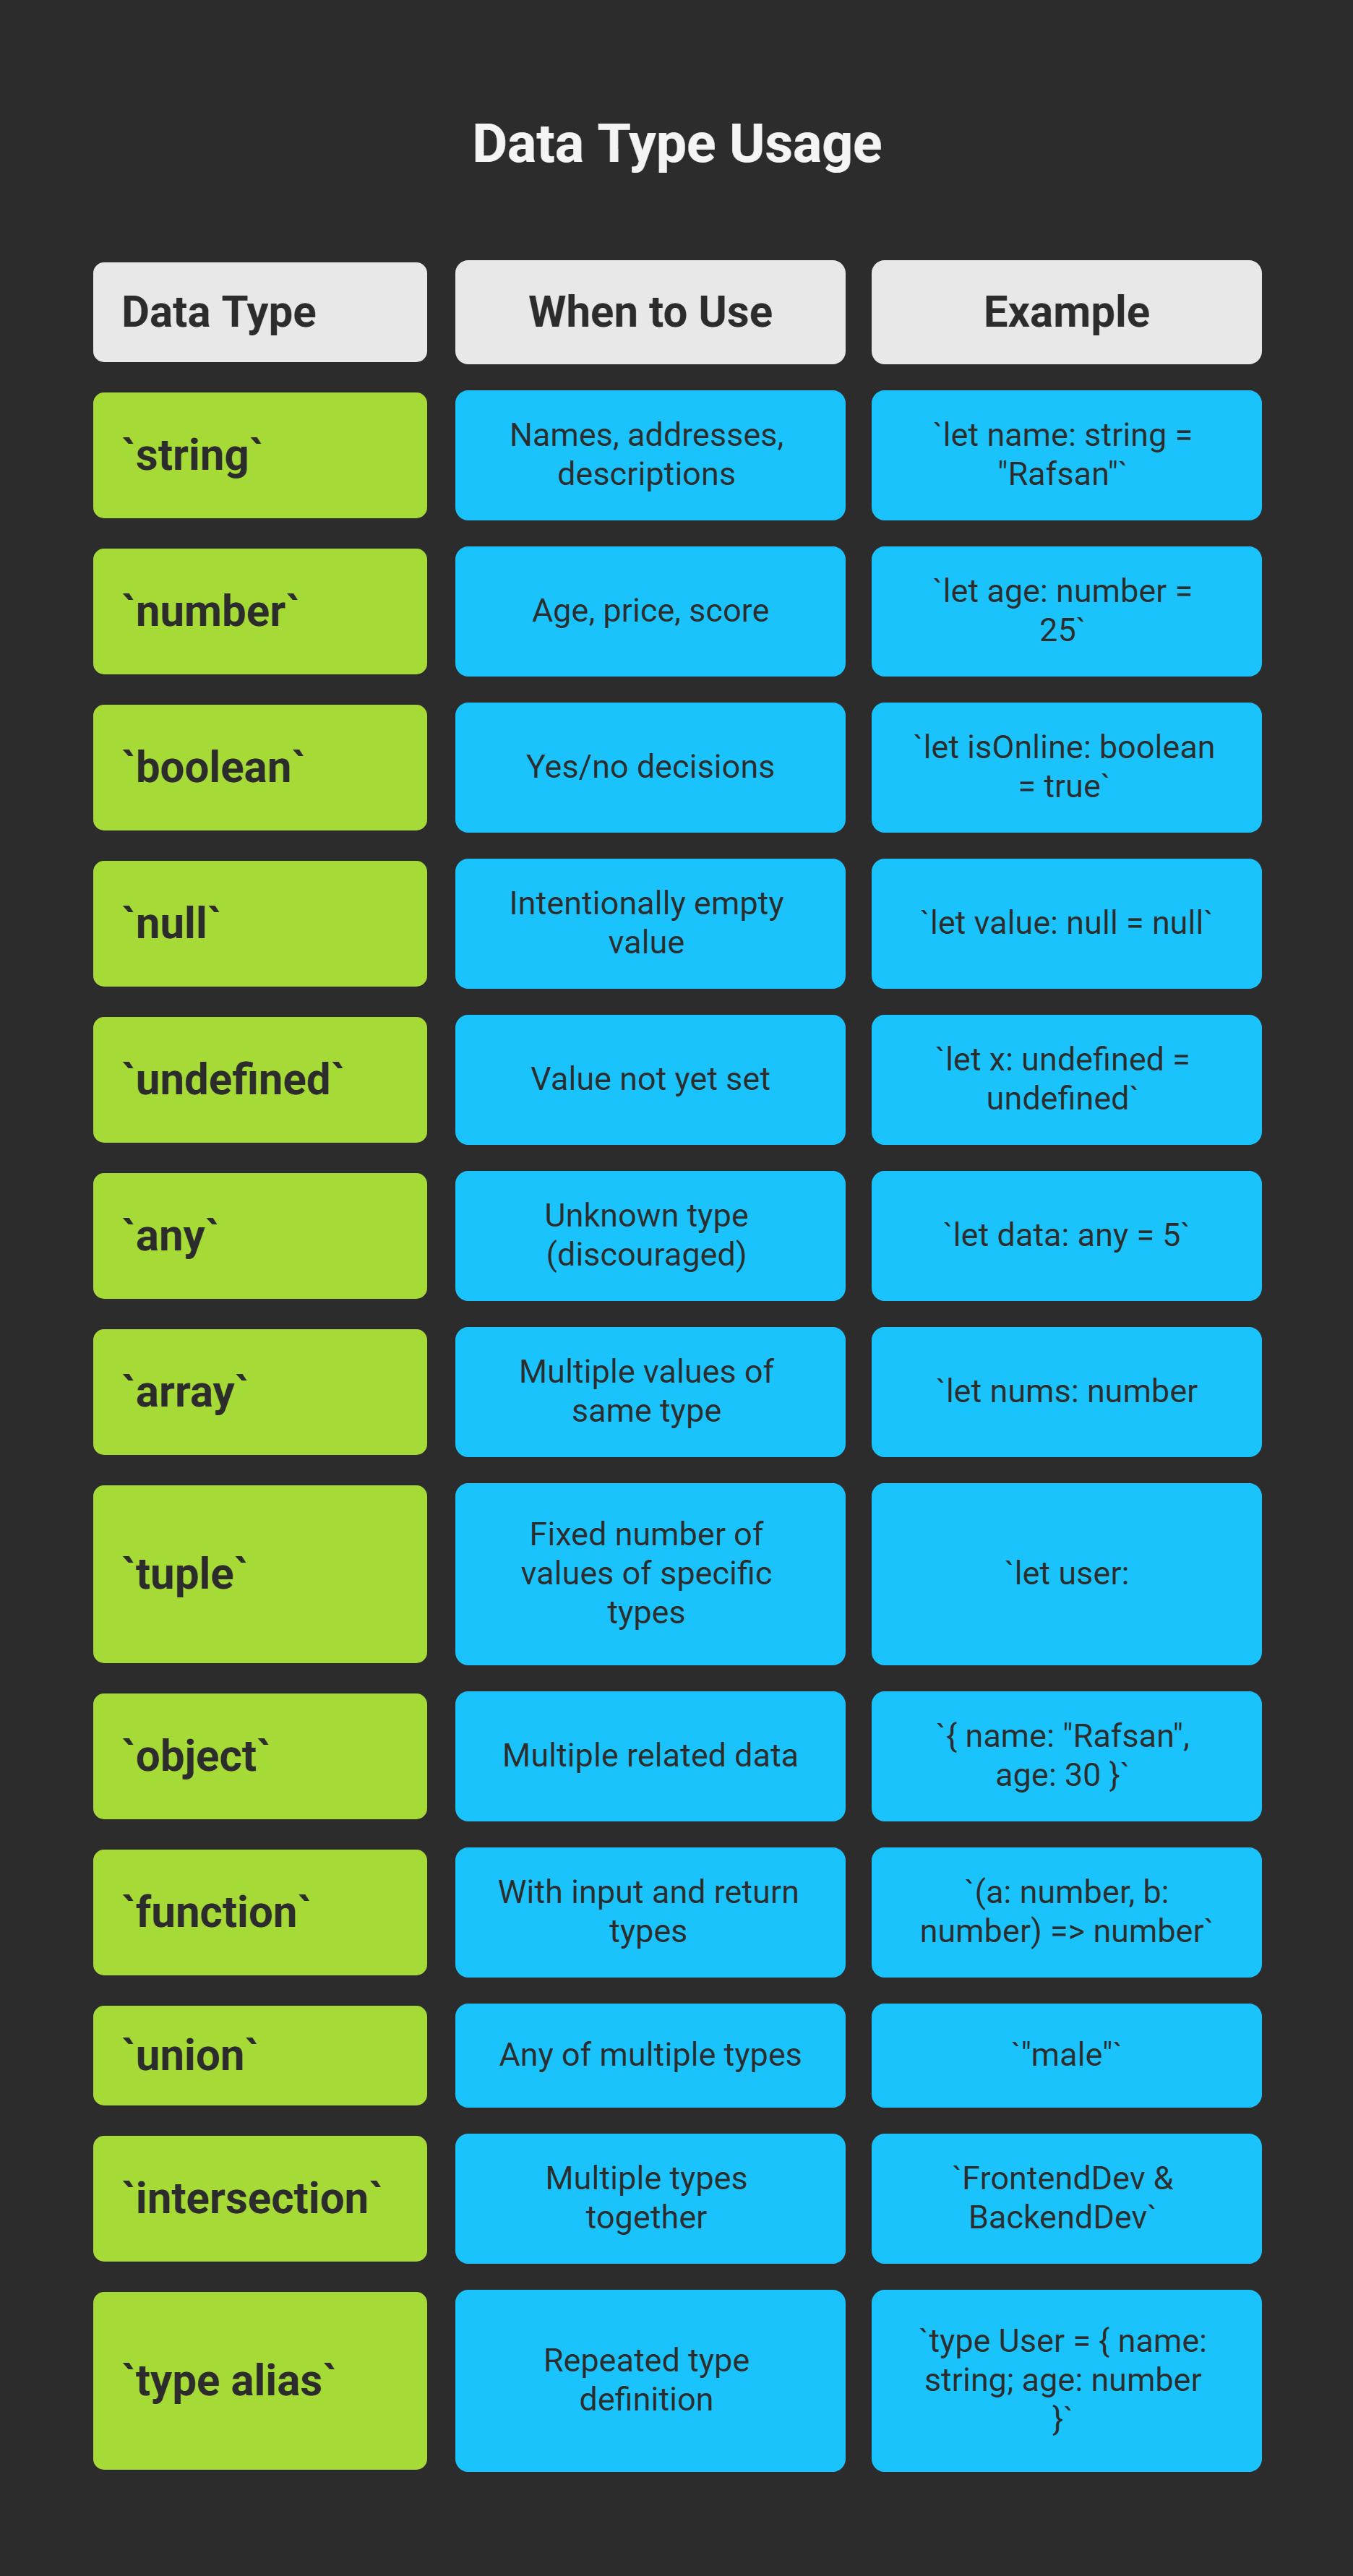 Data Type Usage
Data Type
When to Use
Example
`string`
Names, addresses,
descriptions
`let name: string =
"Rafsan"`
`number`
Age, price, score
`let age: number =
25`
`boolean`
Yes/no decisions
`let isOnline: boolean
= true`
`null`
Intentionally empty
value
`let value: null = null`
`undefined`
Value not yet set
`let x: undefined =
undefined`
`any`
Unknown type
(discouraged)
`let data: any = 5`
`array`
Multiple values of
same type
`let nums: number
`tuple`
Fixed number of
values of specific
types
`let user:
`object`
Multiple related data
`{ name: "Rafsan",
age: 30 }`
`function`
With input and return
types
`(a: number, b:
number) => number`
`union`
Any of multiple types
`"male"`
`intersection`
Multiple types
together
`FrontendDev &
BackendDev`
`type alias`
Repeated type
definition
`type User = { name:
string; age: number
}`